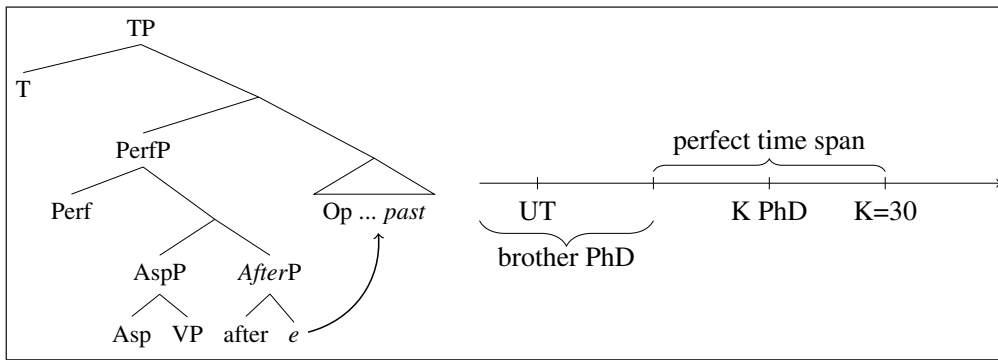 TP
T
PerfP
perfect time span
Perf
Op ... past
UT
K PhD
K=30
brother PhD
AspP
AfterP
Asp
VP
after
e